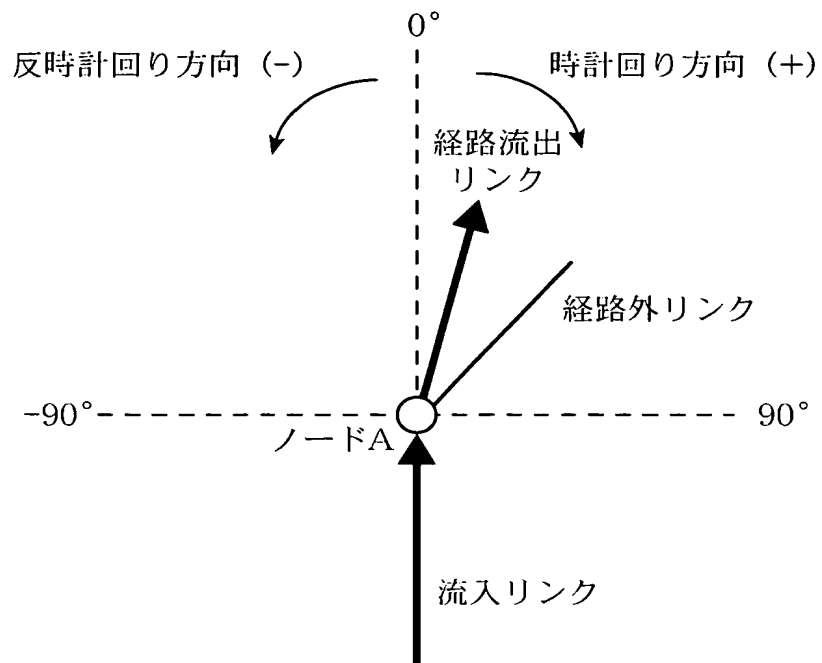 0°
反時計回り方向（-）
時計回り方向（+）
経路流出
リンク
経路外リンク
-90°
90°
ノードA
流入リンク